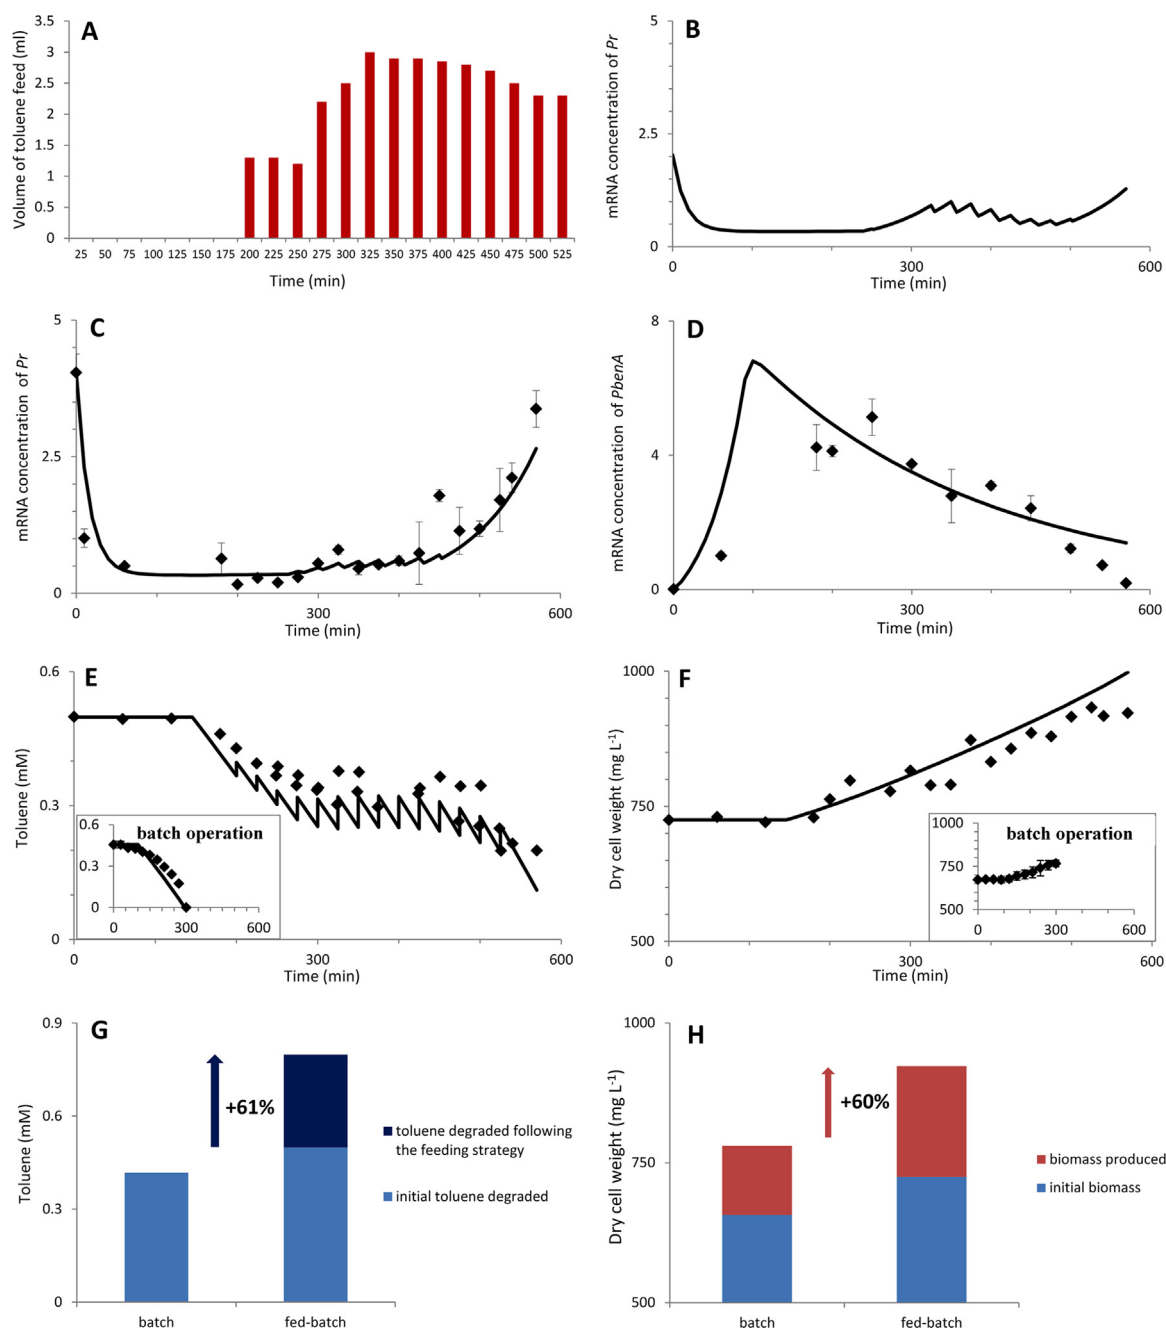 A
Volume of toluene feed (ml)
3.5
3
2.5
2
1.5
1
0.5
0
25 50 75 100 125 150 175 200 225 250 275 300 325 350 375 400 425 450 475 500 525
Time (min)
B
mRNA concentration of Pr
5
2.5
0
0 300 600
Time (min)
C
mRNA concentration of Pr
5
2.5
0
0 300 600
Time (min)
D
mRNA concentration of PbenA
8
4
0
0 300 600
Time (min)
E
Toluene (mM)
0.6
0.3
0
0 300 600
Time (min)
batch operation
0.6
0.3
0
0 300 600
F
Dry cell weight (mg L-1)
1000
750
500
0 300 600
Time (min)
batch operation
1000
750
500
0 300 600
G
Toluene (mM)
0.9
0.6
0.3
0
+61%
batch fed-batch
toluene degraded following
the feeding strategy
initial toluene degraded
H
Dry cell weight (mg L-1)
1000
750
500
+60%
batch fed-batch
biomass produced
initial biomass